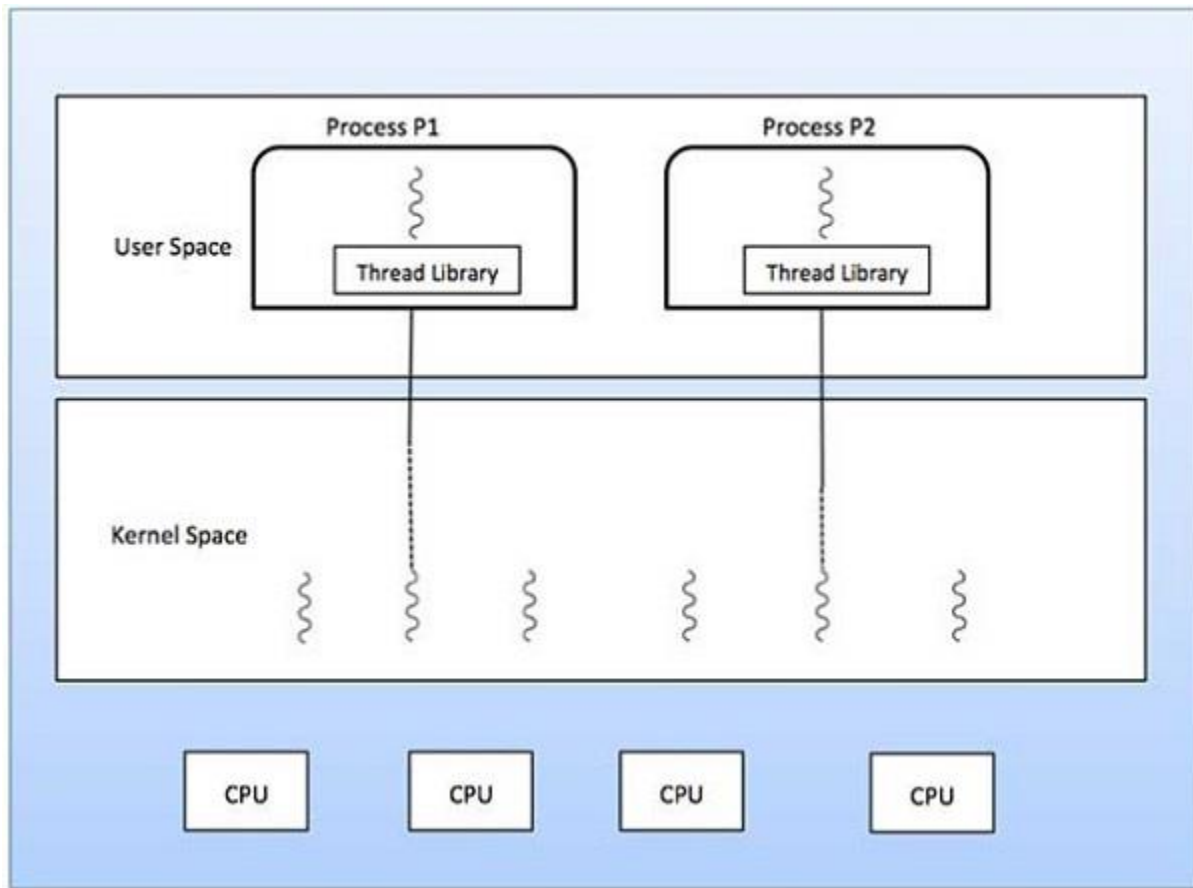 Process P1
Process P2
User Space
Thread Library
Thread Library
Kernel Space
CPU
CPU
CPU
CPU